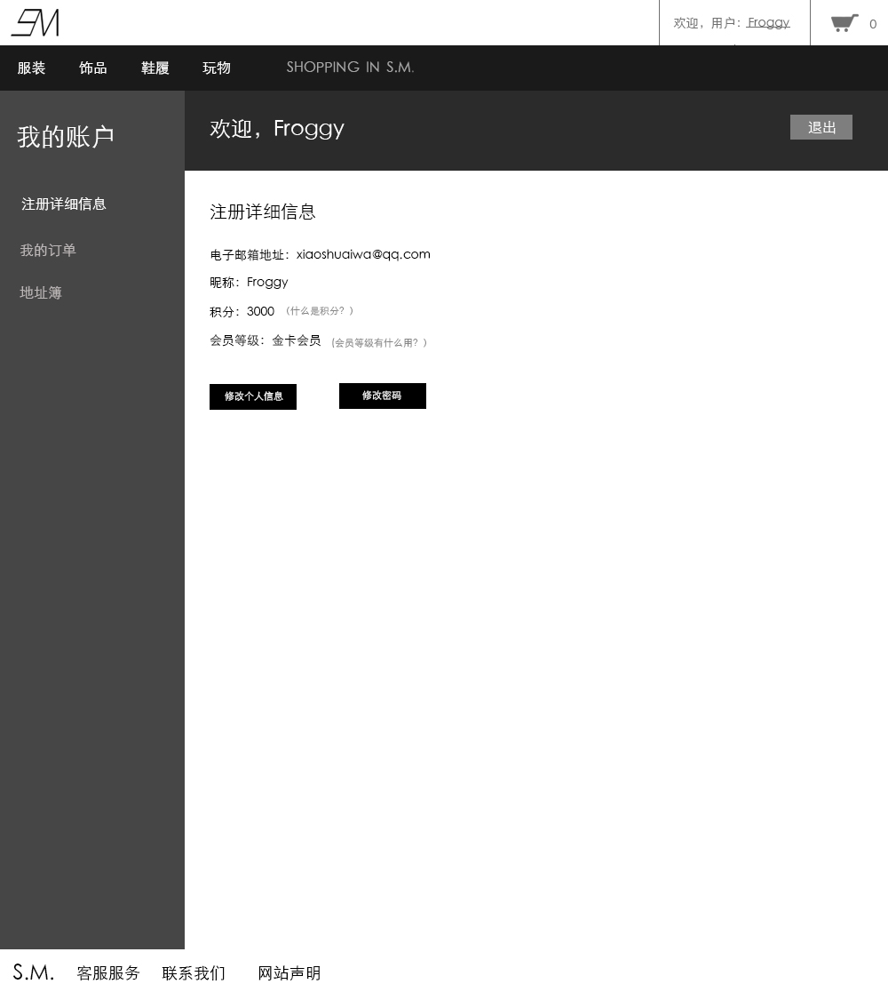 SM
欢迎，用户：Froggy
0
服装 饰品 鞋履 玩物 SHOPPING IN S.M.
我的账户
注册详细信息
我的订单
地址簿
欢迎，Froggy
退出
注册详细信息
电子邮箱地址：xiaoshuaiwa@qq.com
昵称：Froggy
积分：3000 （什么是积分？）
会员等级：金卡会员 （会员等级有什么用？）
修改个人信息 修改密码
S.M. 客服服务 联系我们 网站声明